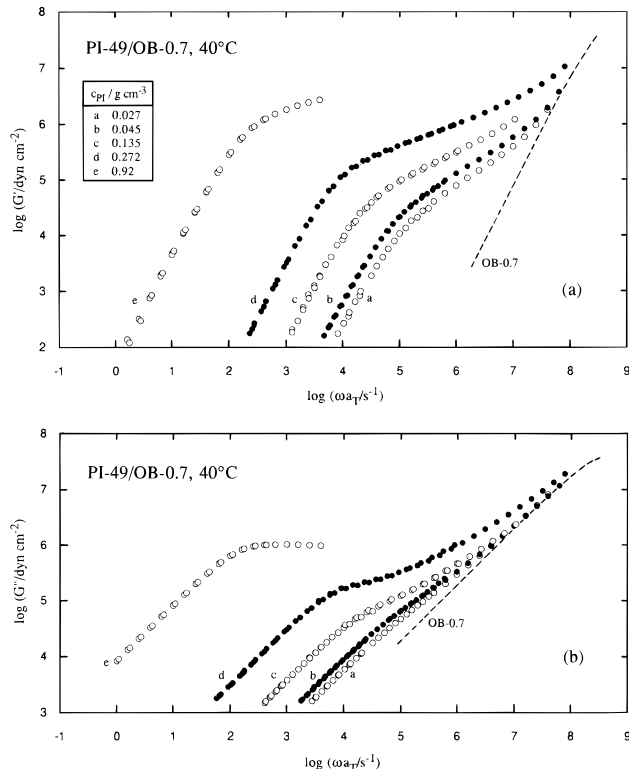 (a)
PI-49/OB-0.7, 40°C
cPI / g cm-3
a 0.027
b 0.045
c 0.135
d 0.272
e 0.92
log (G'/dyn cm-2)
8
7
6
5
4
3
2
e
d
c
b
a
OB-0.7
(a)
-1 0 1 2 3 4 5 6 7 8 9
log (ωaT/s-1)
PI-49/OB-0.7, 40°C
log (G''/dyn cm-2)
8
7
6
5
4
3
e
d
c
b
a
OB-0.7
(b)
-1 0 1 2 3 4 5 6 7 8 9
log (ωaT/s-1)